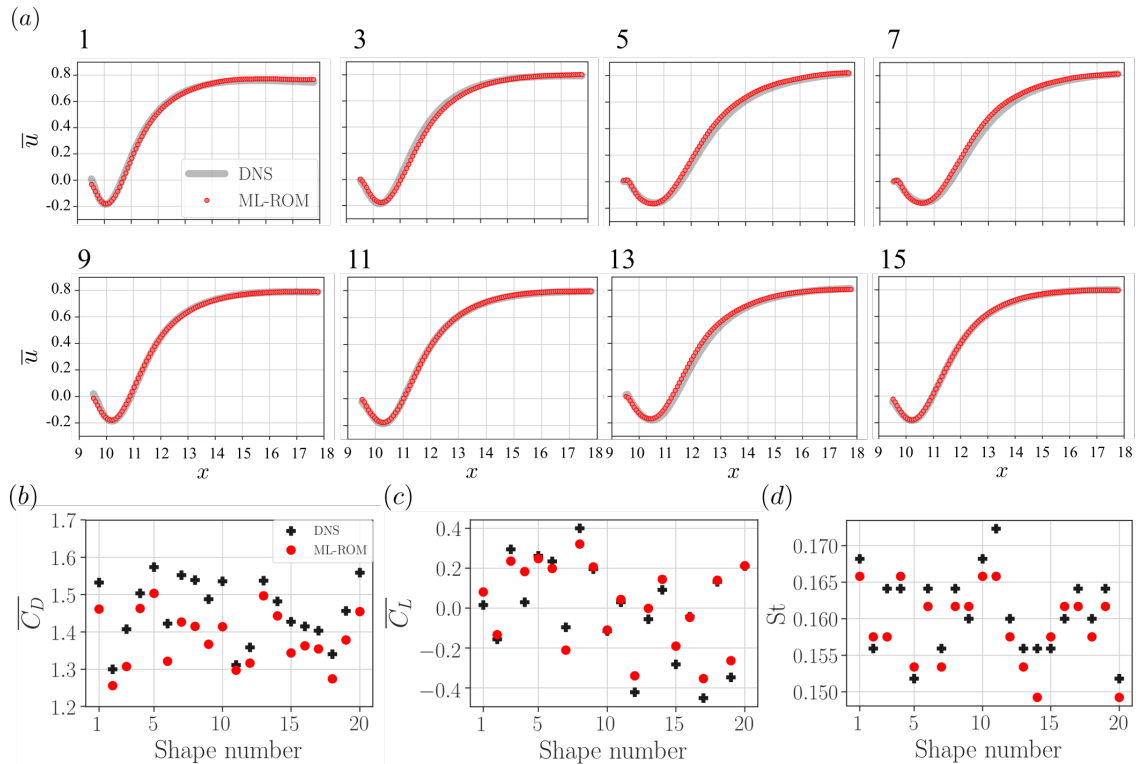 (a)
1 3 5 7
0.8
0.6
0.4
0.2
0.0
-0.2
u
DNS
ML-ROM
9 11 13 15
0.8
0.6
0.4
0.2
0.0
-0.2
u
9 10 11 12 13 14 15 16 17 18
9 10 11 12 13 14 15 16 17 18
9 10 11 12 13 14 15 16 17 18
9 10 11 12 13 14 15 16 17 18
x x x x
(b)
1.7
1.6
1.5
1.4
1.3
1.2
C_D
DNS
ML-ROM
1 5 10 15 20
Shape number
(c)
0.4
0.2
0.0
−0.2
−0.4
C_L
1 5 10 15 20
Shape number
(d)
0.170
0.165
0.160
0.155
0.150
St
1 5 10 15 20
Shape number